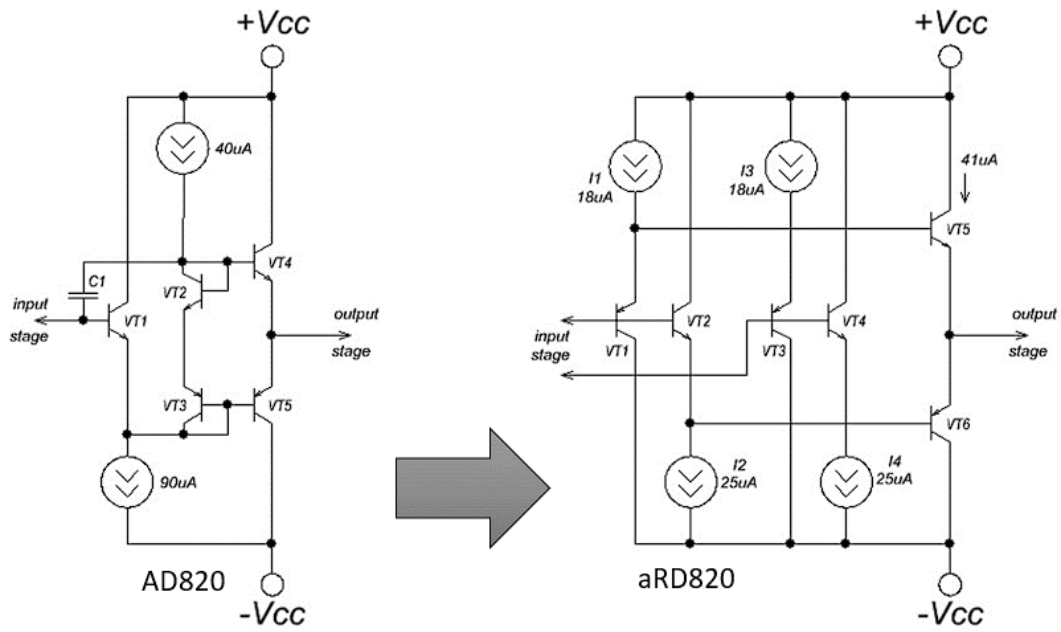 +Vcc
40uA
C1
VT2
VT4
input
stage
VT1
output
stage
VT3
VT5
90uA
AD820
-Vcc
+Vcc
I1
18uA
I3
18uA
41uA
VT5
input
stage
VT1
VT2
VT3
VT4
output
stage
VT6
I2
25uA
I4
25uA
aRD820
-Vcc